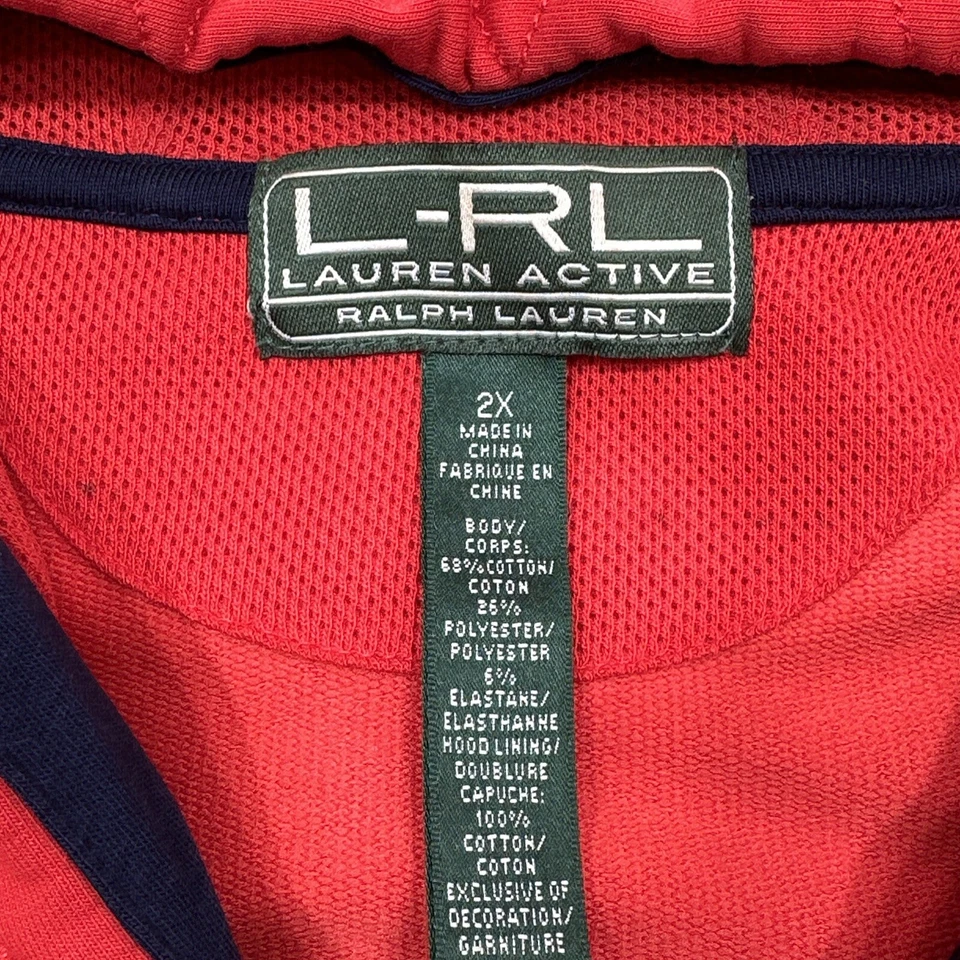 L-RL
LAUREN ACTIVE
RALPH LAUREN
2X
MADE IN
CHINA
FABRIQUE EN
CHINE
BODY/
CORPS:
68% COTTON/
COTON
26%
POLYESTER/
POLYESTER
6%
ELASTANE/
ELASTHANNE
HOOD LINING/
DOUBLURE
CAPUCHE:
100%
COTTON/
COTON
EXCLUSIVE OF
DECORATION/
GARNITURE